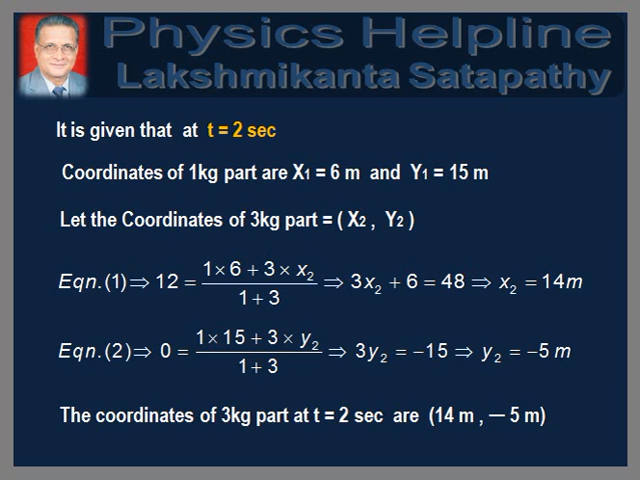 Physics Helpline
Lakshmikanta Satapathy
It is given that at t = 2 sec
Coordinates of 1kg part are X₁ = 6 m and Y₁ = 15 m
Let the Coordinates of 3kg part = ( X₂ , Y₂ )
Eqn.(1) ⇒ 12 = (1 × 6 + 3 × x₂) / (1 + 3) ⇒ 3x₂ + 6 = 48 ⇒ x₂ = 14m
Eqn.(2) ⇒ 0 = (1 × 15 + 3 × y₂) / (1 + 3) ⇒ 3y₂ = −15 ⇒ y₂ = −5 m
The coordinates of 3kg part at t = 2 sec are (14 m , — 5 m)